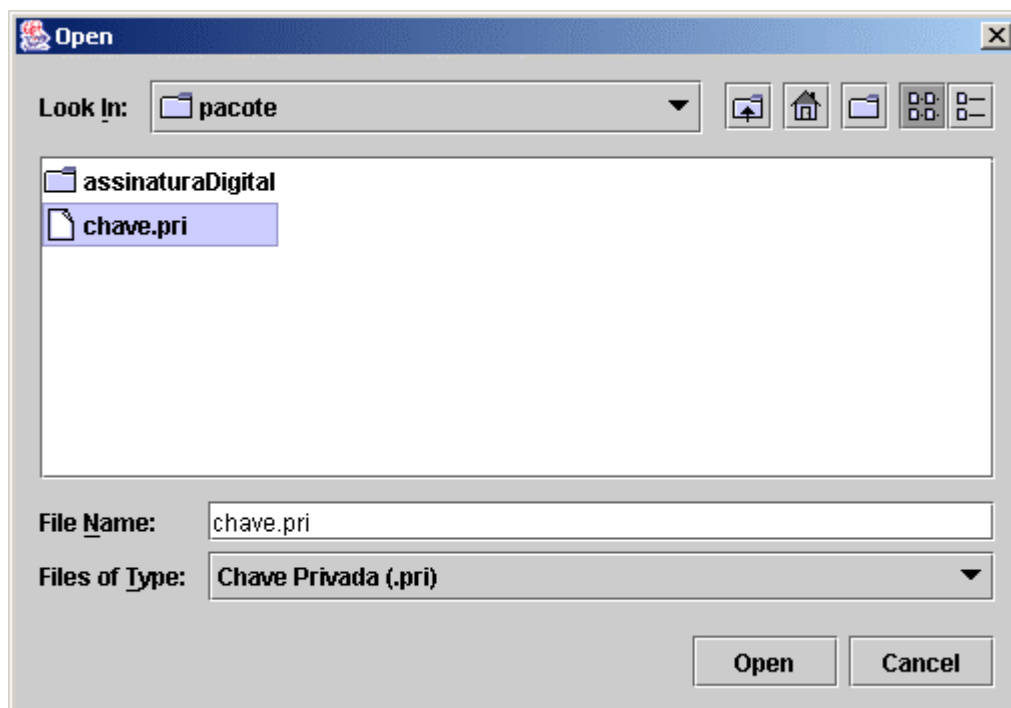 Open
Look In: pacote
assinaturaDigital
chave.pri
File Name: chave.pri
Files of Type: Chave Privada (.pri)
Open Cancel